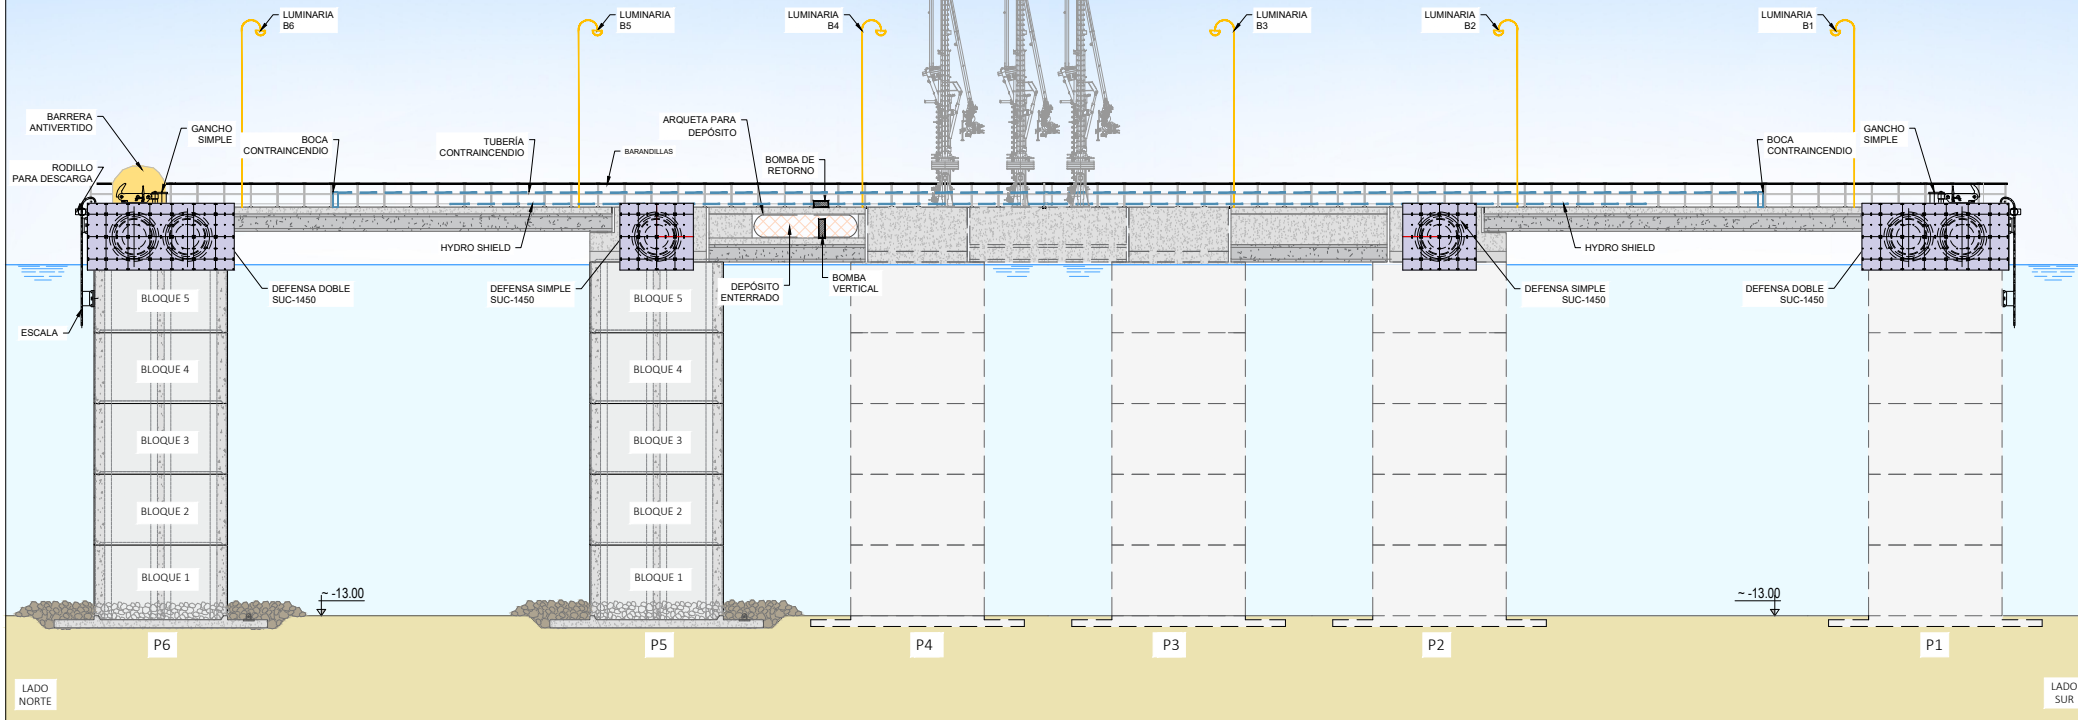 LUMINARIA
B6
LUMINARIA
B5
LUMINARIA
B4
LUMINARIA
B3
LUMINARIA
B2
LUMINARIA
B1
BARRERA
ANTIVERTIDO
GANCHO
SIMPLE
BOCA
CONTRAINCENDIO
TUBERÍA
CONTRAINCENDIO
ARQUETA PARA
DEPÓSITO
BARANDILLAS
BOMBA DE
RETORNO
BOCA
CONTRAINCENDIO
GANCHO
SIMPLE
RODILLO
PARA DESCARGA
HYDRO SHIELD
HYDRO SHIELD
DEFENSA DOBLE
SUC-1450
DEFENSA SIMPLE
SUC-1450
DEPÓSITO
ENTERRADO
BOMBA
VERTICAL
DEFENSA SIMPLE
SUC-1450
DEFENSA DOBLE
SUC-1450
ESCALA
BLOQUE 5
BLOQUE 4
BLOQUE 3
BLOQUE 2
BLOQUE 1
BLOQUE 5
BLOQUE 4
BLOQUE 3
BLOQUE 2
BLOQUE 1
~ -13.00
~ -13.00
P6
P5
P4
P3
P2
P1
LADO
NORTE
LADO
SUR